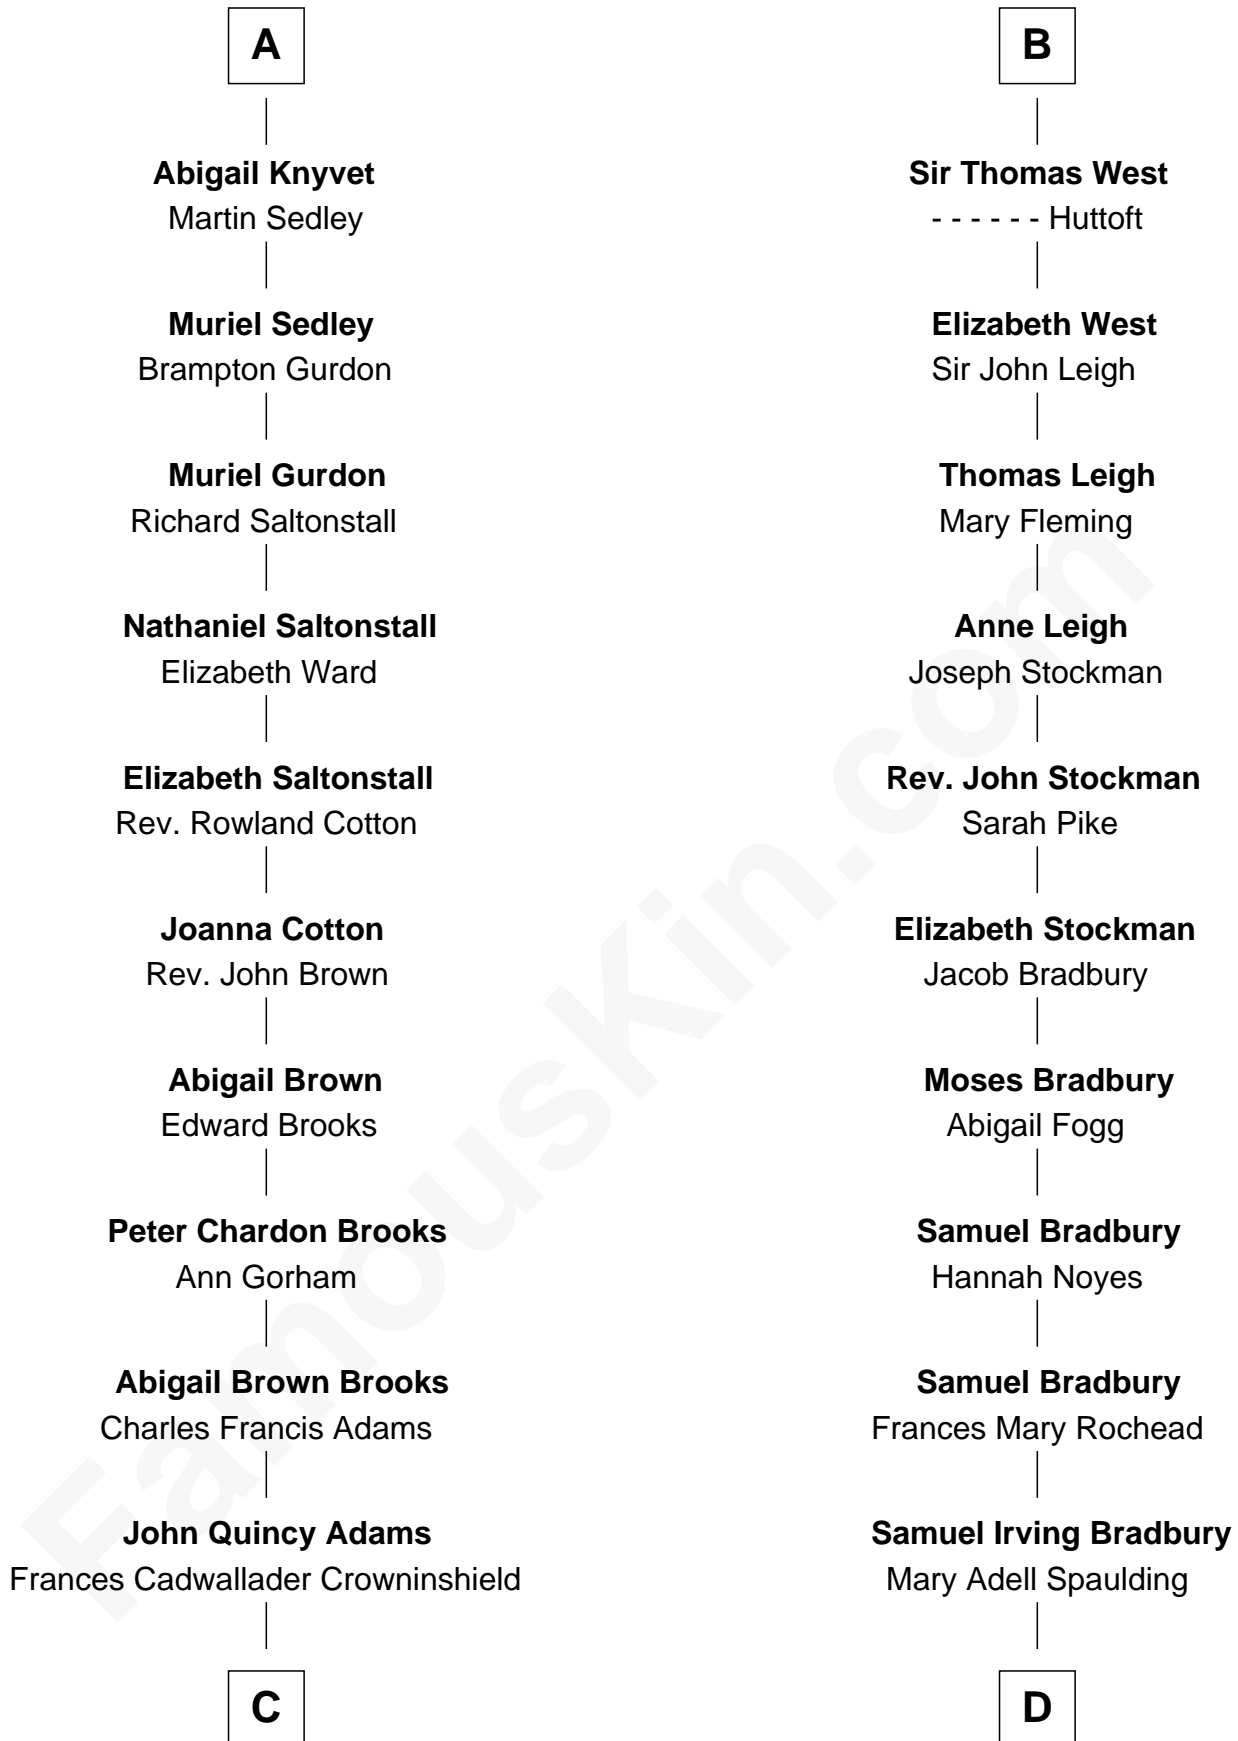 A
Abigail Knyvet
Martin Sedley
Muriel Sedley
Brampton Gurdon
Muriel Gurdon
Richard Saltonstall
Nathaniel Saltonstall
Elizabeth Ward
Elizabeth Saltonstall
Rev. Rowland Cotton
Joanna Cotton
Rev. John Brown
Abigail Brown
Edward Brooks
Peter Chardon Brooks
Ann Gorham
Abigail Brown Brooks
Charles Francis Adams
John Quincy Adams
Frances Cadwallader Crowninshield
C
B
Sir Thomas West
- - - - - - Huttoft
Elizabeth West
Sir John Leigh
Thomas Leigh
Mary Fleming
Anne Leigh
Joseph Stockman
Rev. John Stockman
Sarah Pike
Elizabeth Stockman
Jacob Bradbury
Moses Bradbury
Abigail Fogg
Samuel Bradbury
Hannah Noyes
Samuel Bradbury
Frances Mary Rochead
Samuel Irving Bradbury
Mary Adell Spaulding
D
FamousKin.com